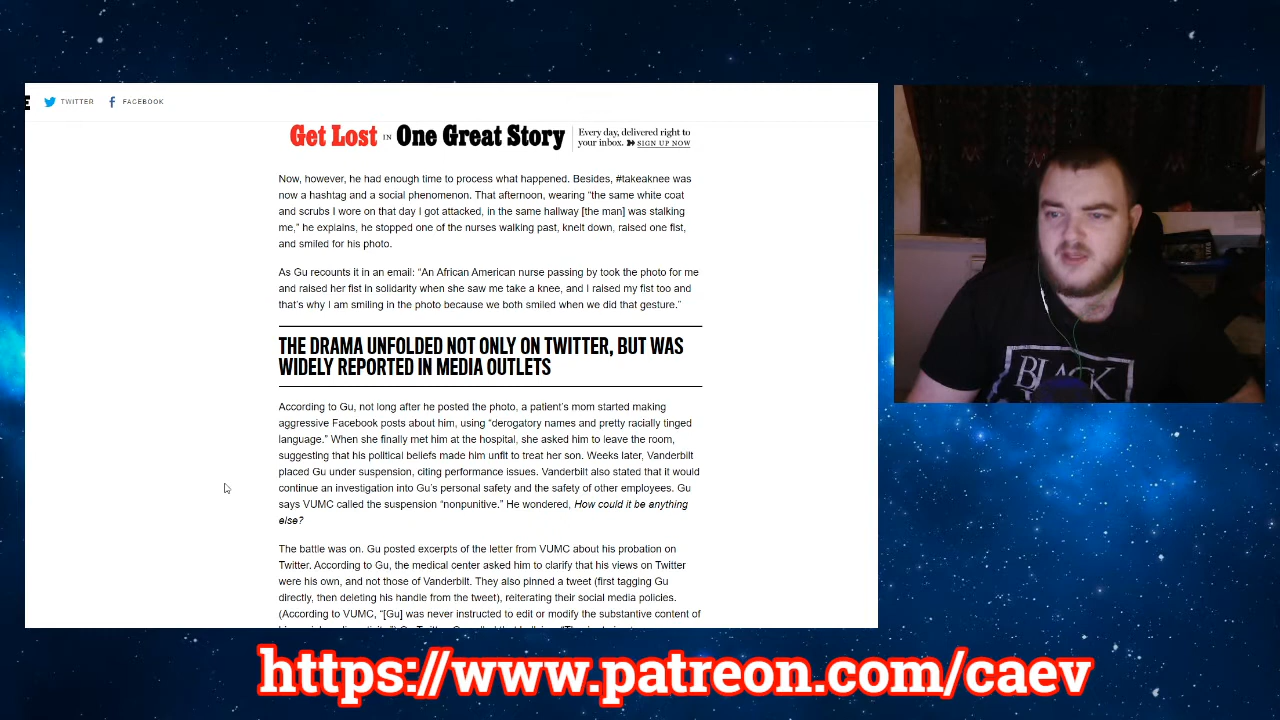 E TWITTER FACEBOOK
Get Lost IN One Great Story Every day, delivered right to
your inbox. SIGN UP NOW
Now, however, he had enough time to process what happened. Besides, #takeaknee was
now a hashtag and a social phenomenon. That afternoon, wearing “the same white coat
and scrubs I wore on that day I got attacked, in the same hallway [the man] was stalking
me,” he explains, he stopped one of the nurses walking past, knelt down, raised one fist,
and smiled for his photo.
As Gu recounts it in an email: “An African American nurse passing by took the photo for me
and raised her fist in solidarity when she saw me take a knee, and I raised my fist too and
that’s why I am smiling in the photo because we both smiled when we did that gesture.”
THE DRAMA UNFOLDED NOT ONLY ON TWITTER, BUT WAS
WIDELY REPORTED IN MEDIA OUTLETS
According to Gu, not long after he posted the photo, a patient’s mom started making
aggressive Facebook posts about him, using “derogatory names and pretty racially tinged
language.” When she finally met him at the hospital, she asked him to leave the room,
suggesting that his political beliefs made him unfit to treat her son. Weeks later, Vanderbilt
placed Gu under suspension, citing performance issues. Vanderbilt also stated that it would
continue an investigation into Gu’s personal safety and the safety of other employees. Gu
says VUMC called the suspension “nonpunitive.” He wondered, How could it be anything
else?
The battle was on. Gu posted excerpts of the letter from VUMC about his probation on
Twitter. According to Gu, the medical center asked him to clarify that his views on Twitter
were his own, and not those of Vanderbilt. They also pinned a tweet (first tagging Gu
directly, then deleting his handle from the tweet), reiterating their social media policies.
(According to VUMC, “[Gu] was never instructed to edit or modify the substantive content of
BLACK
https://www.patreon.com/caev